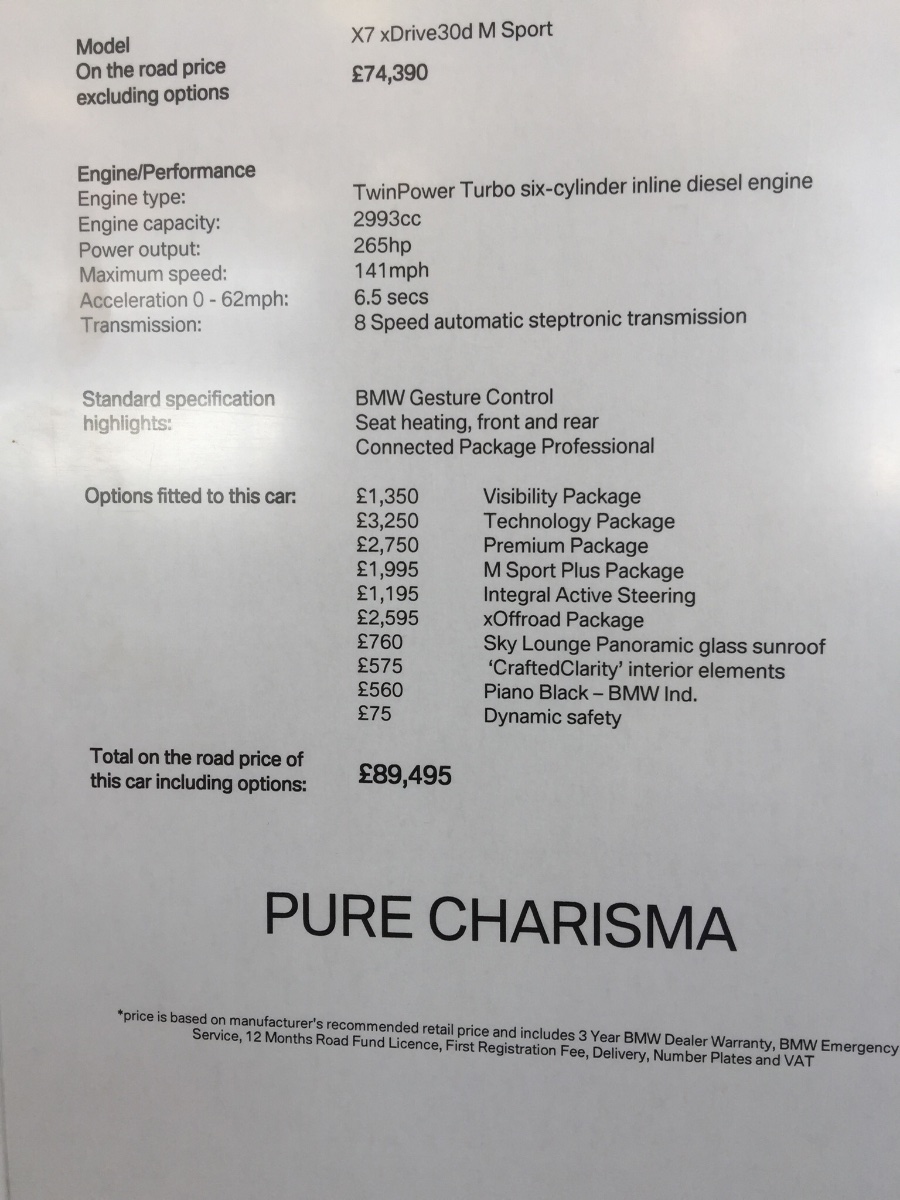 Model X7 xDrive30d M Sport
On the road price £74,390
excluding options
Engine/Performance
Engine type: TwinPower Turbo six-cylinder inline diesel engine
Engine capacity: 2993cc
Power output: 265hp
Maximum speed: 141mph
Acceleration 0 - 62mph: 6.5 secs
Transmission: 8 Speed automatic steptronic transmission
Standard specification BMW Gesture Control
highlights: Seat heating, front and rear
Connected Package Professional
Options fitted to this car: £1,350 Visibility Package
£3,250 Technology Package
£2,750 Premium Package
£1,995 M Sport Plus Package
£1,195 Integral Active Steering
£2,595 xOffroad Package
£760 Sky Lounge Panoramic glass sunroof
£575 ‘CraftedClarity’ interior elements
£560 Piano Black – BMW Ind.
£75 Dynamic safety
Total on the road price of
this car including options: £89,495
PURE CHARISMA
*price is based on manufacturer's recommended retail price and includes 3 Year BMW Dealer Warranty, BMW Emergency
Service, 12 Months Road Fund Licence, First Registration Fee, Delivery, Number Plates and VAT